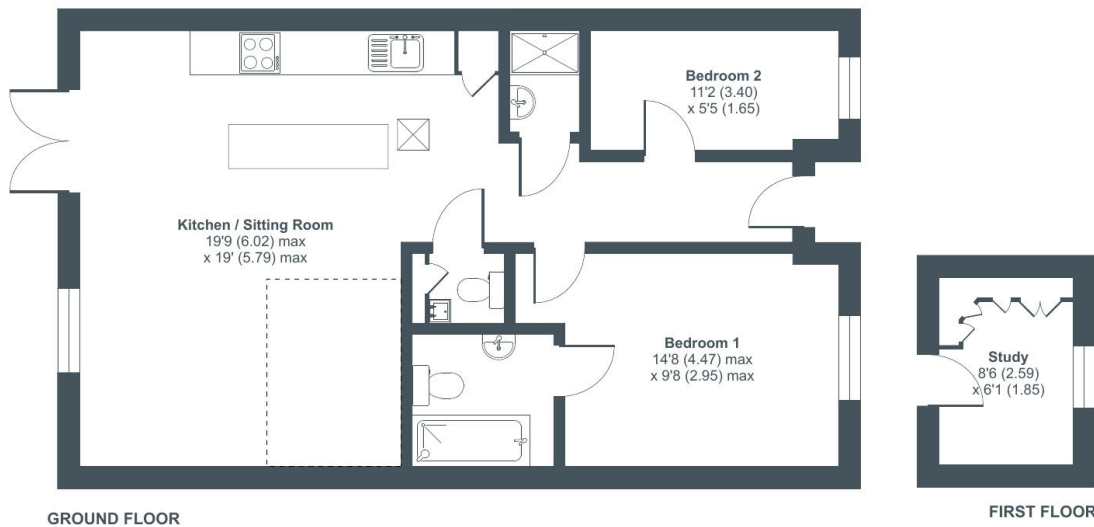 Bedroom 2
11'2 (3.40)
x 5'5 (1.65)
Kitchen / Sitting Room
19'9 (6.02) max
x 19' (5.79) max
Bedroom 1
14'8 (4.47) max
x 9'8 (2.95) max
Study
8'6 (2.59)
x 6'1 (1.85)
GROUND FLOOR
FIRST FLOOR